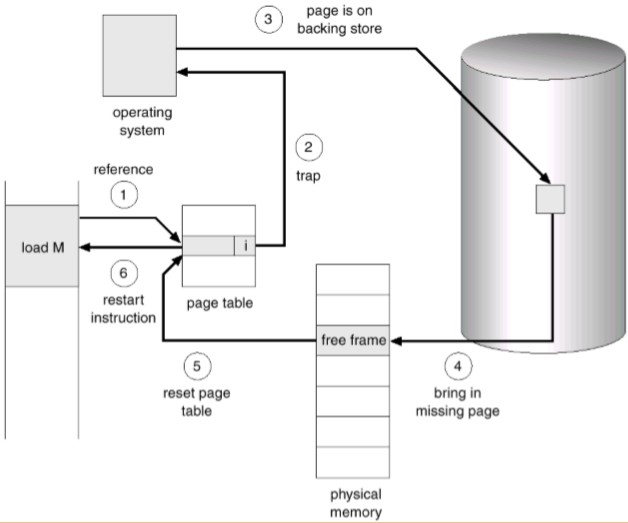 3
page is on
backing store
operating
system
2
trap
reference
1
load M
i
6
restart
instruction
page table
free frame
5
reset page
table
4
bring in
missing page
physical
memory